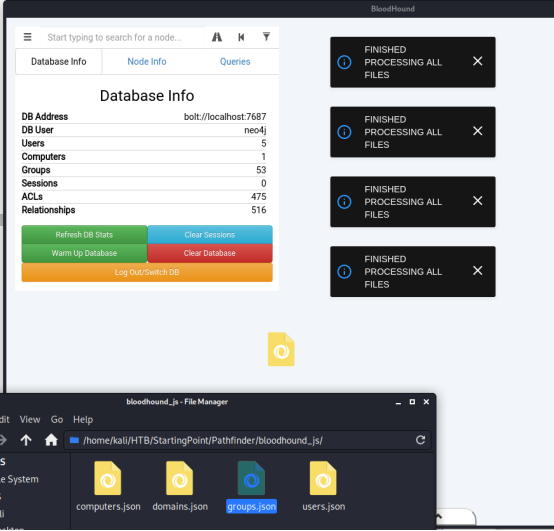 BloodHound
Start typing to search for a node...
Database Info Node Info Queries
Database Info
DB Address bolt://localhost:7687
DB User neo4j
Users 5
Computers 1
Groups 53
Sessions 0
ACLs 475
Relationships 516
Refresh DB Stats Clear Sessions
Warm Up Database Clear Database
Log Out/Switch DB
FINISHED
PROCESSING ALL
FILES
FINISHED
PROCESSING ALL
FILES
FINISHED
PROCESSING ALL
FILES
FINISHED
PROCESSING ALL
FILES
bloodhound_js - File Manager
dit View Go Help
/home/kali/HTB/StartingPoint/Pathfinder/bloodhound_js/
S
le System
li
computers.json domains.json groups.json users.json